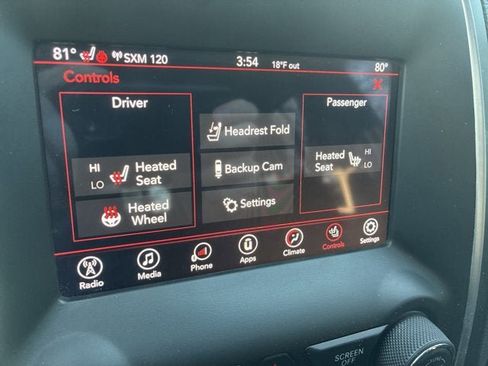 81° SXM 120 3:54 18°F out 80°
Controls X
Driver
HI
LO
Heated
Seat
Heated
Wheel
Headrest Fold
Backup Cam
Settings
Passenger
Heated
Seat
HI
LO
Radio Media Phone Apps Climate Controls Settings
SCREEN
OFF